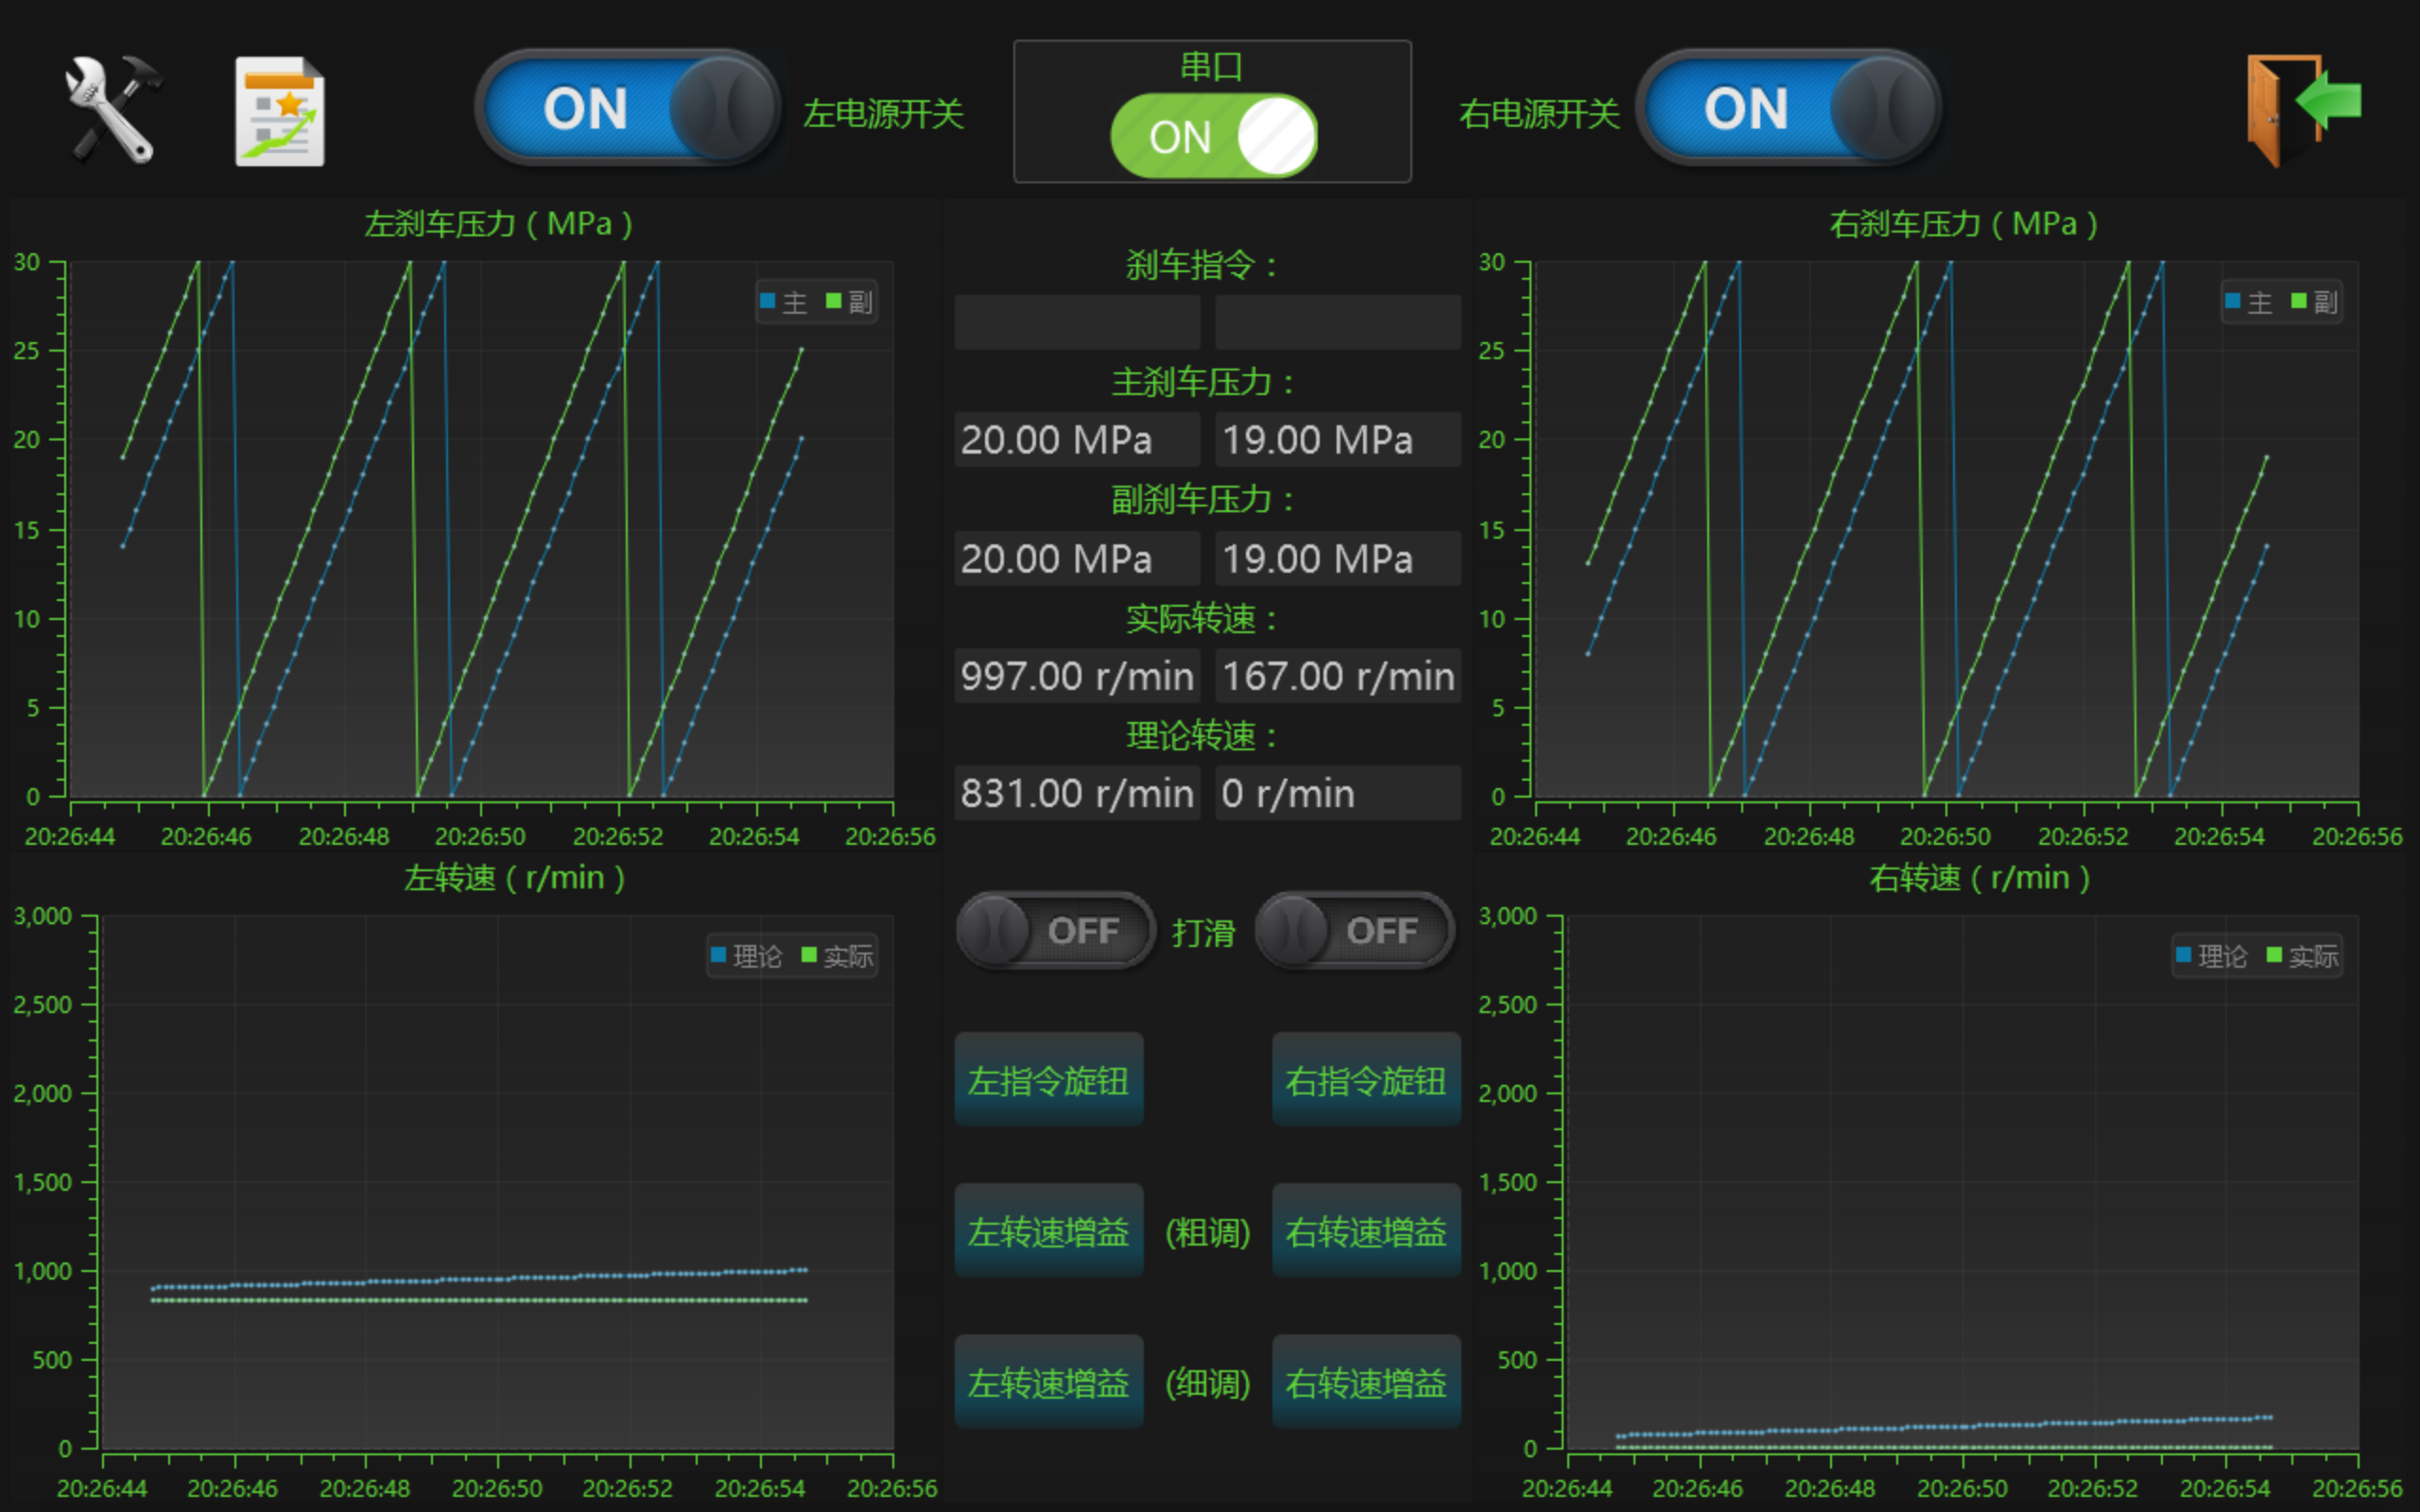 ON
左电源开关
串口
ON
右电源开关
ON
左刹车压力（MPa）
主 副
30
25
20
15
10
5
0
20:26:44 20:26:46 20:26:48 20:26:50 20:26:52 20:26:54 20:26:56
刹车指令：
主刹车压力：
20.00 MPa 19.00 MPa
副刹车压力：
20.00 MPa 19.00 MPa
实际转速：
997.00 r/min 167.00 r/min
理论转速：
831.00 r/min 0 r/min
右刹车压力（MPa）
主 副
30
25
20
15
10
5
0
20:26:44 20:26:46 20:26:48 20:26:50 20:26:52 20:26:54 20:26:56
左转速（r/min）
理论 实际
3,000
2,500
2,000
1,500
1,000
500
0
20:26:44 20:26:46 20:26:48 20:26:50 20:26:52 20:26:54 20:26:56
OFF 打滑 OFF
左指令旋钮 右指令旋钮
左转速增益 (粗调) 右转速增益
左转速增益 (细调) 右转速增益
右转速（r/min）
理论 实际
3,000
2,500
2,000
1,500
1,000
500
0
20:26:44 20:26:46 20:26:48 20:26:50 20:26:52 20:26:54 20:26:56